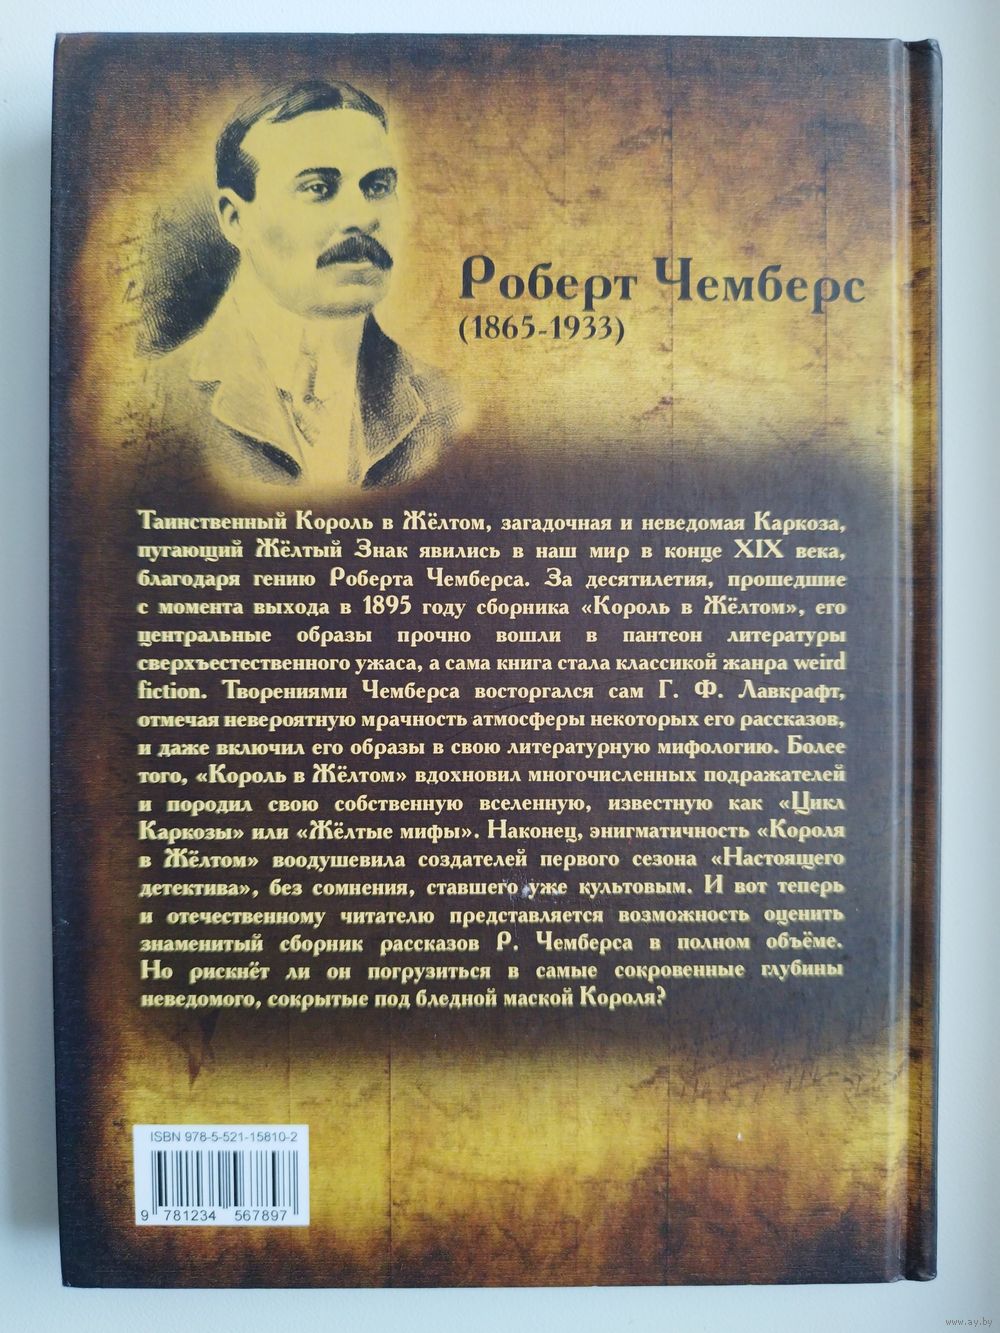 Роберт Чемберс
(1865-1933)
Таинственный Король в Жёлтом, загадочная и неведомая Каркоза,
пугающий Жёлтый Знак явились в наш мир в конце XIX века,
благодаря гению Роберта Чемберса. За десятилетия, прошедшие
с момента выхода в 1895 году сборника «Король в Жёлтом», его
центральные образы прочно вошли в пантеон литературы
сверхъестественного ужаса, а сама книга стала классикой жанра weird
fiction. Творениями Чемберса восторгался сам Г. Ф. Лавкрафт,
отмечая невероятную мрачность атмосферы некоторых его рассказов,
и даже включил его образы в свою литературную мифологию. Более
того, «Король в Жёлтом» вдохновил многочисленных подражателей
и породил свою собственную вселенную, известную как «Цикл
Каркозы» или «Жёлтые мифы». Наконец, энигматичность «Короля
в Жёлтом» воодушевила создателей первого сезона «Настоящего
детектива», без сомнения, ставшего уже культовым. И вот теперь
и отечественному читателю представляется возможность оценить
знаменитый сборник рассказов Р. Чемберса в полном объёме.
Но рискнёт ли он погрузиться в самые сокровенные глубины
неведомого, сокрытые под бледной маской Короля?
ISBN 978-5-521-15810-2
9 781234 567897
www.ay.by